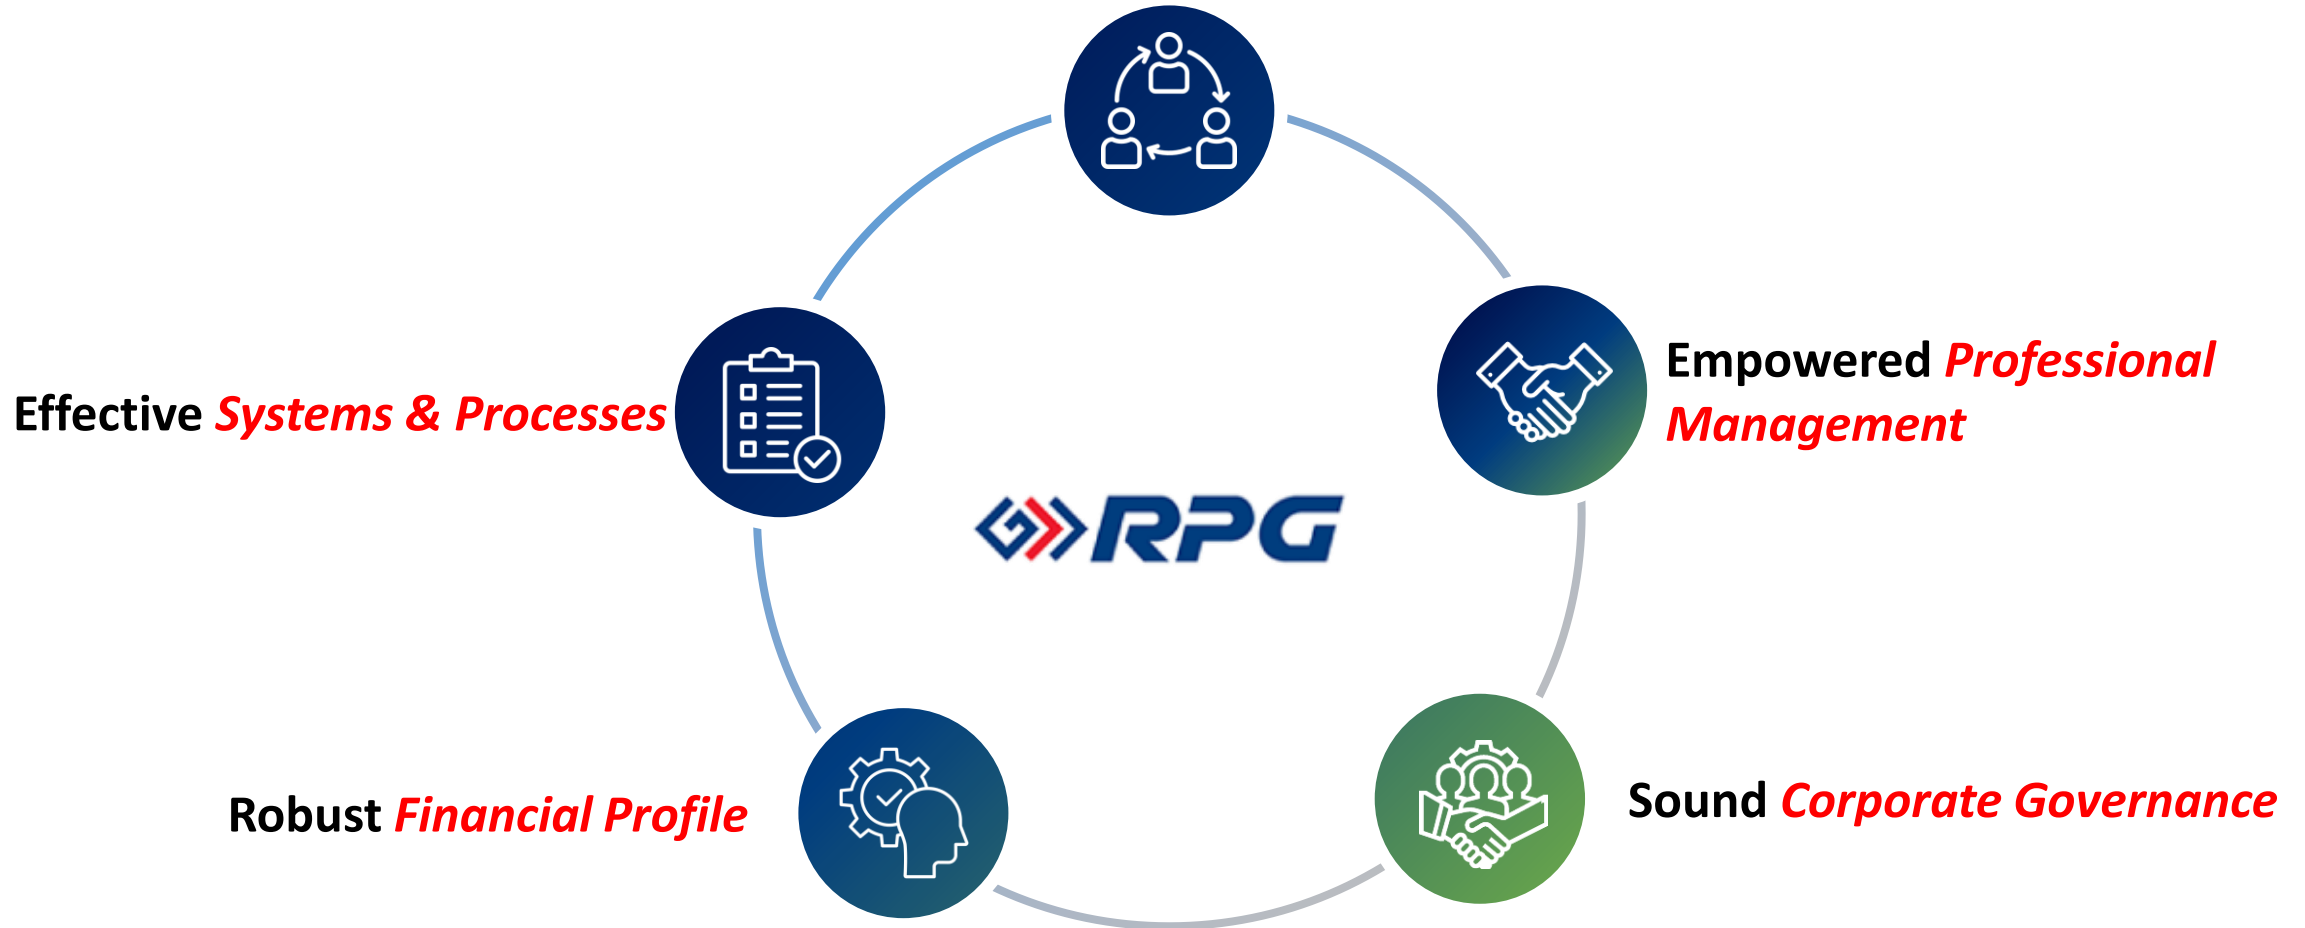 Empowered Professional
Management
Effective Systems & Processes
RPG
Sound Corporate Governance
Robust Financial Profile